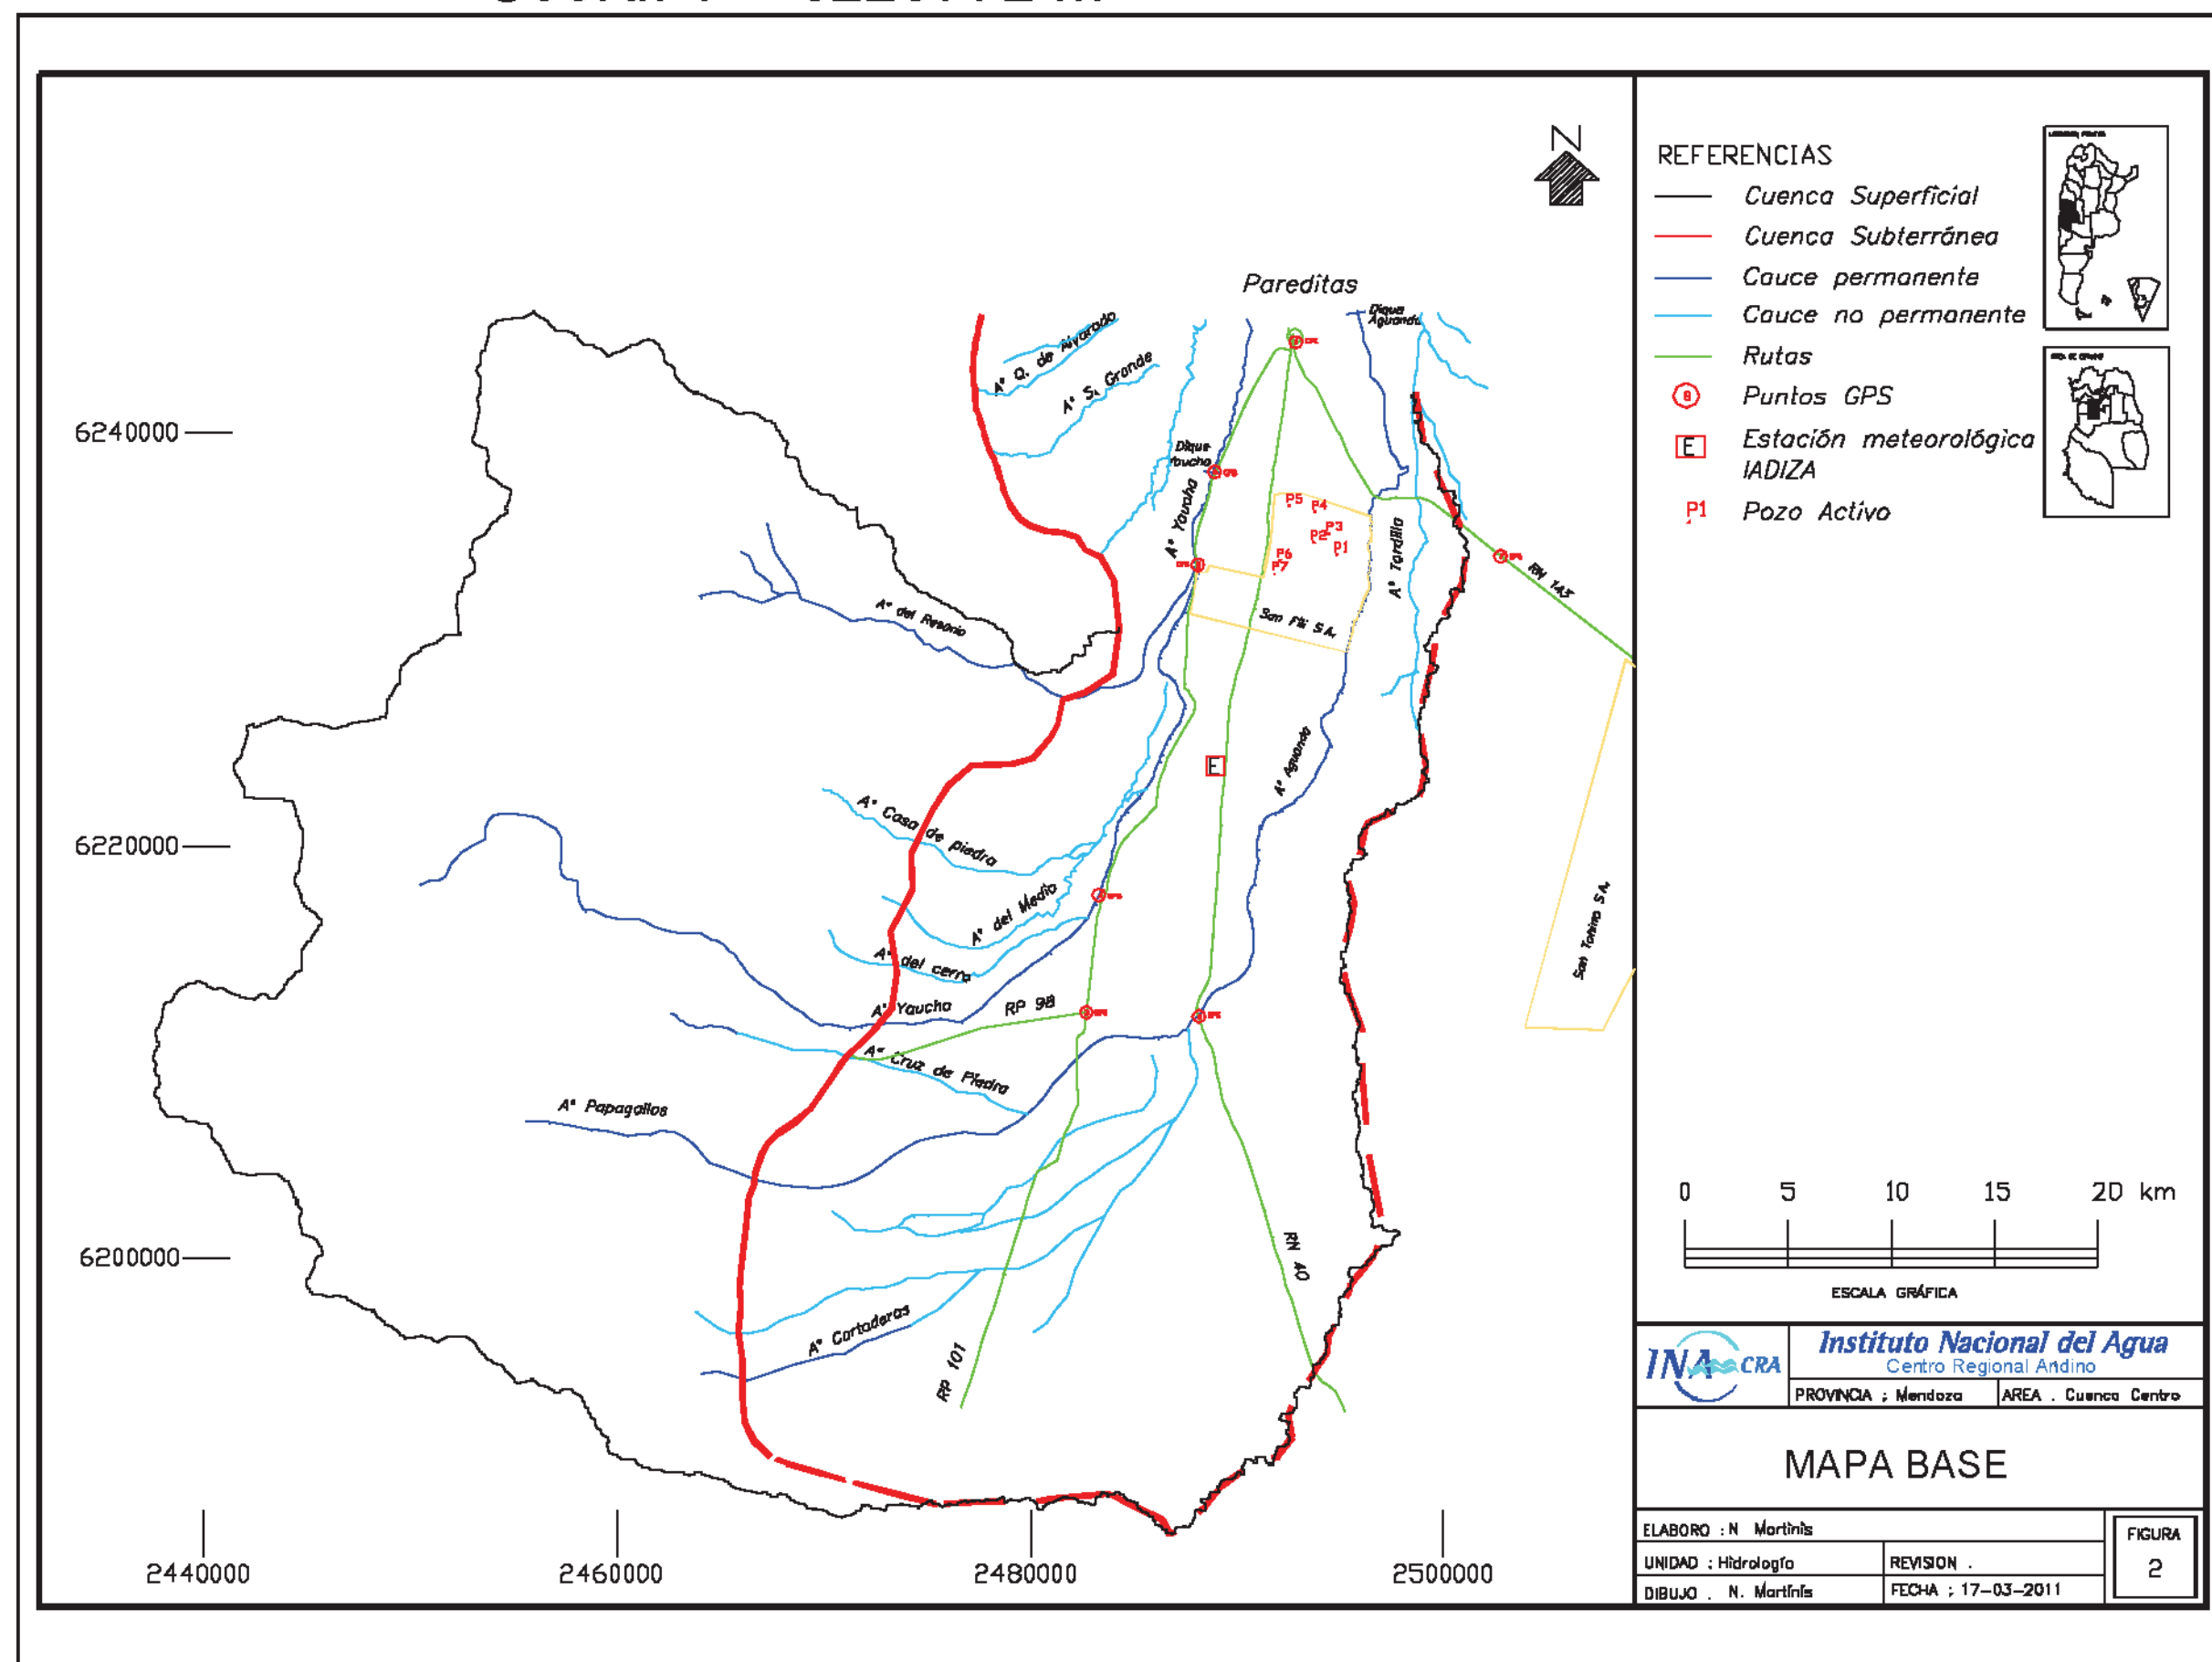 Pareditas
Dique
Aguanda
A° Q. de Alvarado
A° S. Grande
6240000
Dique
Yaucha
A° Yaucha
P5
P4
P3
P2
P1
P6
P7
A° Tordillo
RN 143
A° del Rosario
San Fili S.A.
A° Aguanda
E
A° Casa de piedra
6220000
A° del Medio
San Totino S.A.
A° del cerro
A° Yaucha
RP 98
A° Cruz de Piedra
A° Papagallos
6200000
RN 40
A° Cortaderas
RP 101
2440000
2460000
2480000
2500000
N
REFERENCIAS
Cuenca Superficial
Cuenca Subterránea
Cauce permanente
Cauce no permanente
Rutas
Puntos GPS
E
Estación meteorológica
IADIZA
P1
Pozo Activo
0 5 10 15 20 km
ESCALA GRÁFICA
INA CRA
Instituto Nacional del Agua
Centro Regional Andino
PROVINCIA : Mendoza
AREA . Cuenca Centro
MAPA BASE
ELABORO : N Martinis
UNIDAD : Hidrología
REVISION .
DIBUJO . N. Martinis
FECHA : 17-03-2011
FIGURA
2